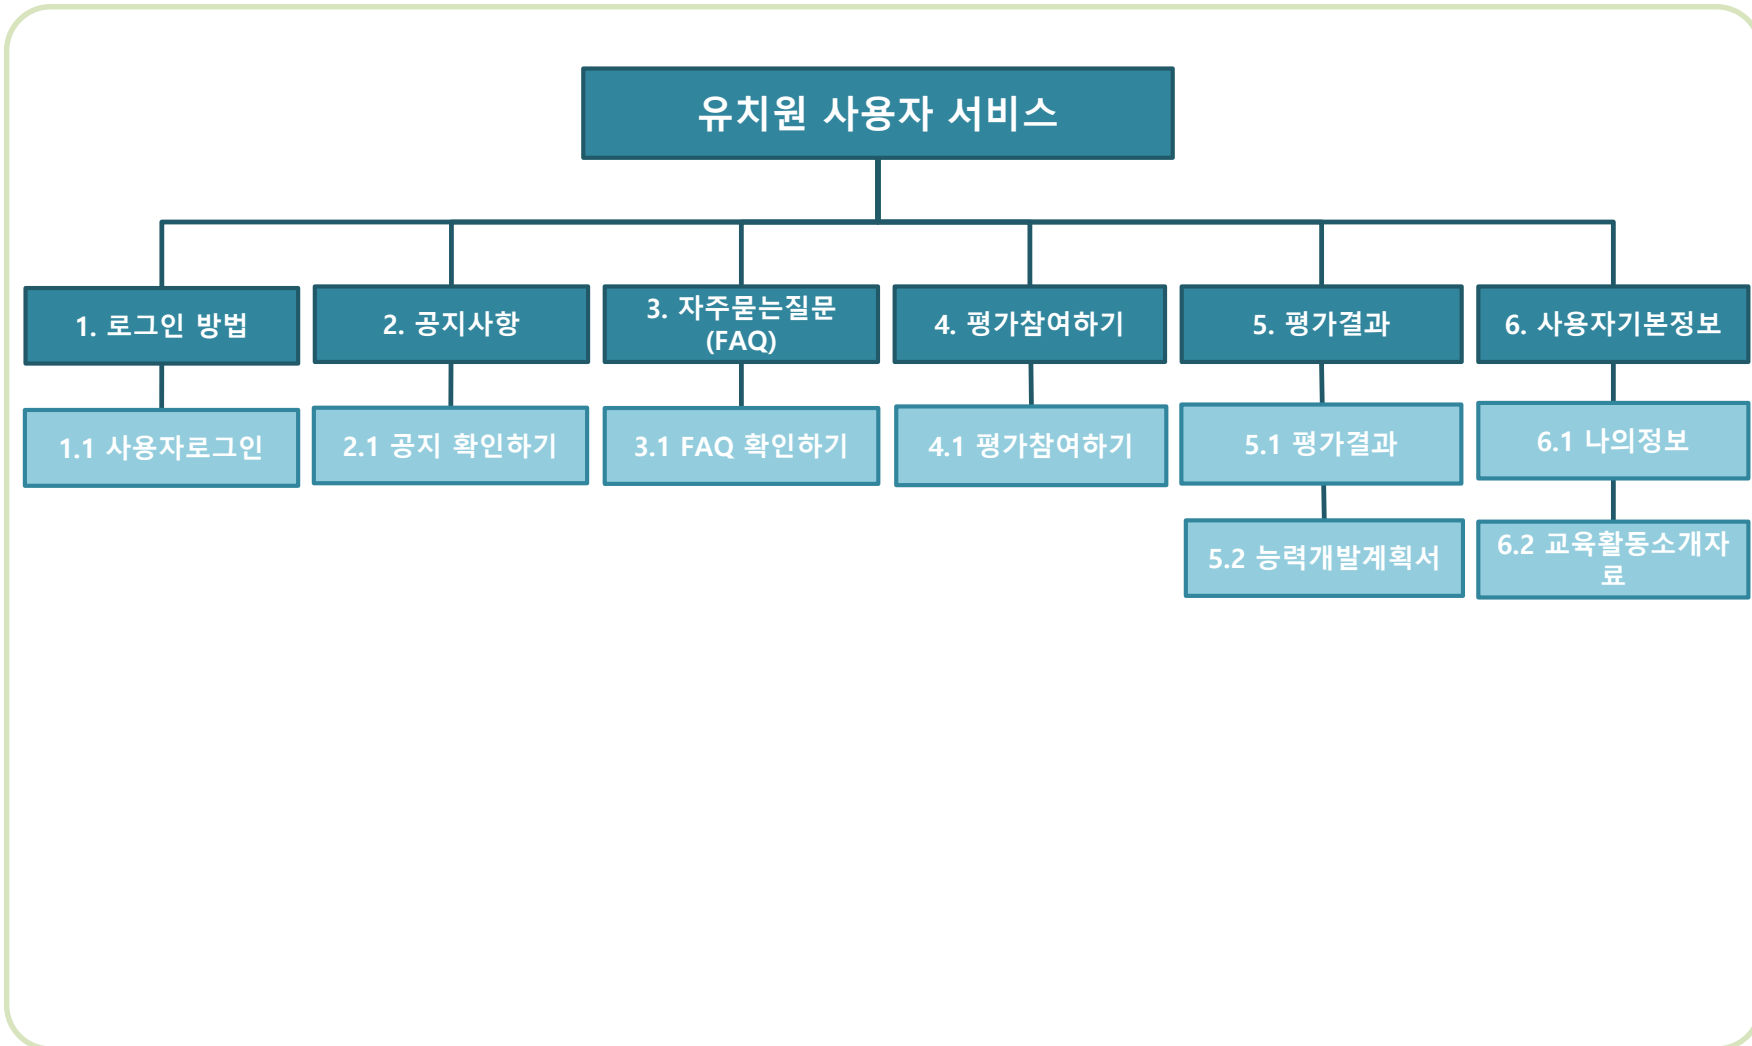 유치원 사용자 서비스
1. 로그인 방법
2. 공지사항
3. 자주묻는질문
(FAQ)
4. 평가참여하기
5. 평가결과
6. 사용자기본정보
1.1 사용자로그인
2.1 공지 확인하기
3.1 FAQ 확인하기
4.1 평가참여하기
5.1 평가결과
6.1 나의정보
5.2 능력개발계획서
6.2 교육활동소개자
료